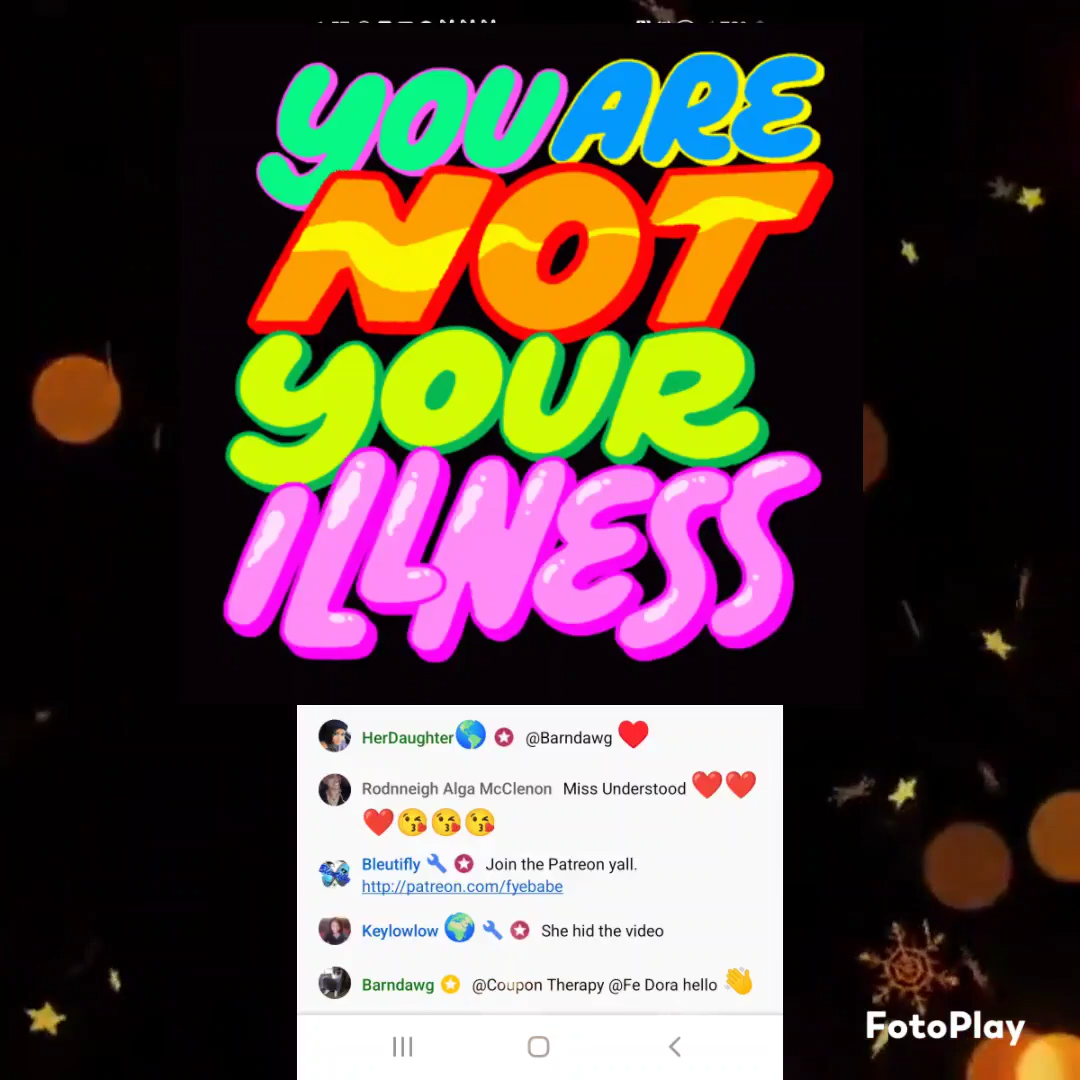 YOU ARE
NOT
YOUR
ILLNESS
HerDaughter🌎 @Barndawg ♥️
Rodnneigh Alga McClenon Miss Understood ❤️❤️
❤️😘😘😘
Bleutifly 🔧 Join the Patreon yall.
http://patreon.com/fyebabe
Keylowlow 🌍 🔧 She hid the video
Barndawg @Coupon Therapy @Fe Dora hello 👋
FotoPlay